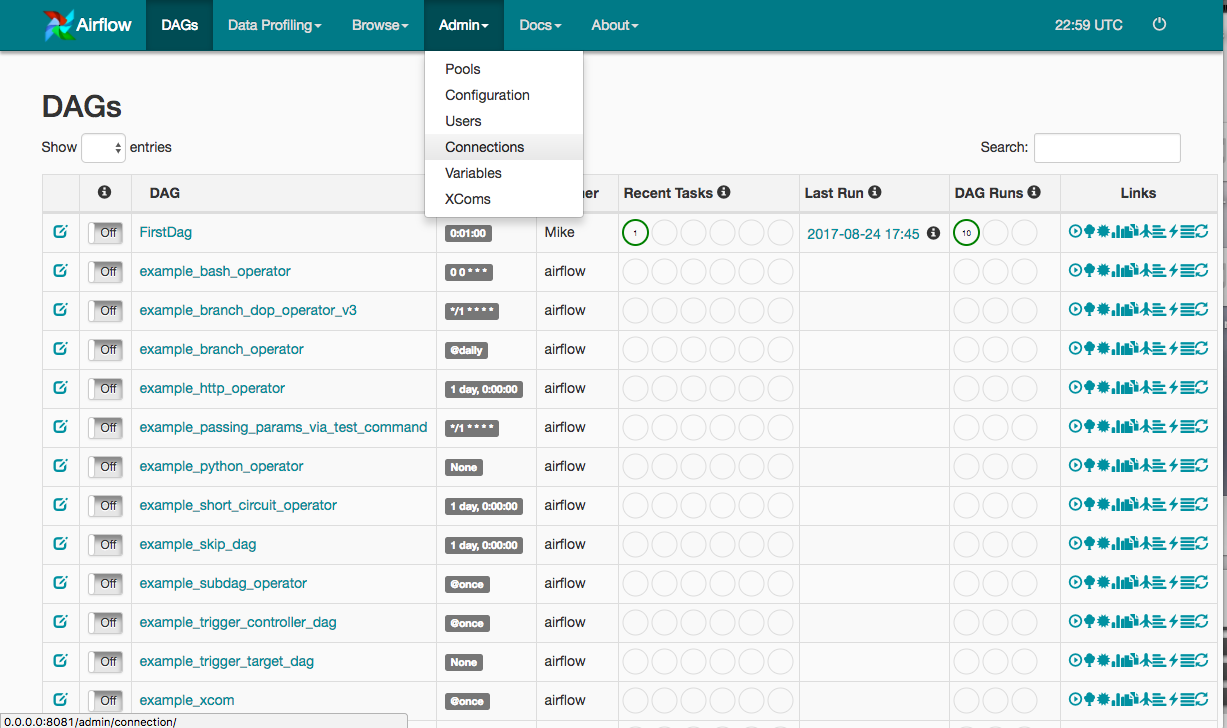 Airflow DAGs Data Profiling Browse Admin Docs About 22:59 UTC
Pools
Configuration
Users
Connections
Variables
XComs
DAGs
Show entries Search:
DAG ner Recent Tasks Last Run DAG Runs Links
Off FirstDag 0:01:00 Mike 1 2017-08-24 17:45 10
Off example_bash_operator 0 0 * * * airflow
Off example_branch_dop_operator_v3 */1 * * * * airflow
Off example_branch_operator @daily airflow
Off example_http_operator 1 day, 0:00:00 airflow
Off example_passing_params_via_test_command */1 * * * * airflow
Off example_python_operator None airflow
Off example_short_circuit_operator 1 day, 0:00:00 airflow
Off example_skip_dag 1 day, 0:00:00 airflow
Off example_subdag_operator @once airflow
Off example_trigger_controller_dag @once airflow
Off example_trigger_target_dag None airflow
Off example_xcom @once airflow
0.0.0.0:8081/admin/connection/